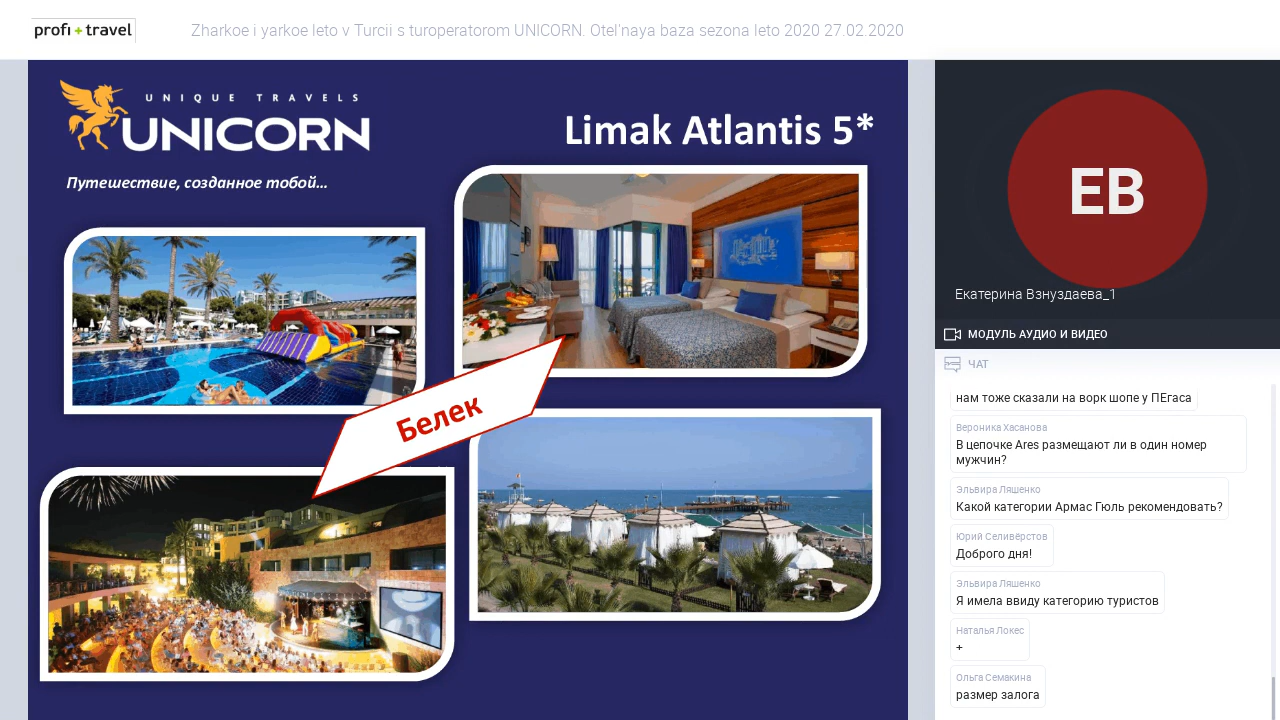 profi + travel
Zharkoe i yarkoe leto v Turcii s turoperatorom UNICORN. Otel'naya baza sezona leto 2020 27.02.2020
UNIQUE TRAVELS
UNICORN
Путешествие, созданное тобой...
Limak Atlantis 5*
Белек
EB
Екатерина Взнуздаева_1
МОДУЛЬ АУДИО И ВИДЕО
ЧАТ
нам тоже сказали на ворк шопе у ПЕгаса
Вероника Хасанова
В цепочке Ares размещают ли в один номер
мужчин?
Эльвира Ляшенко
Какой категории Армас Гюль рекомендовать?
Юрий Селивёрстов
Доброго дня!
Эльвира Ляшенко
Я имела ввиду категорию туристов
Наталья Локес
+
Ольга Семакина
размер залога